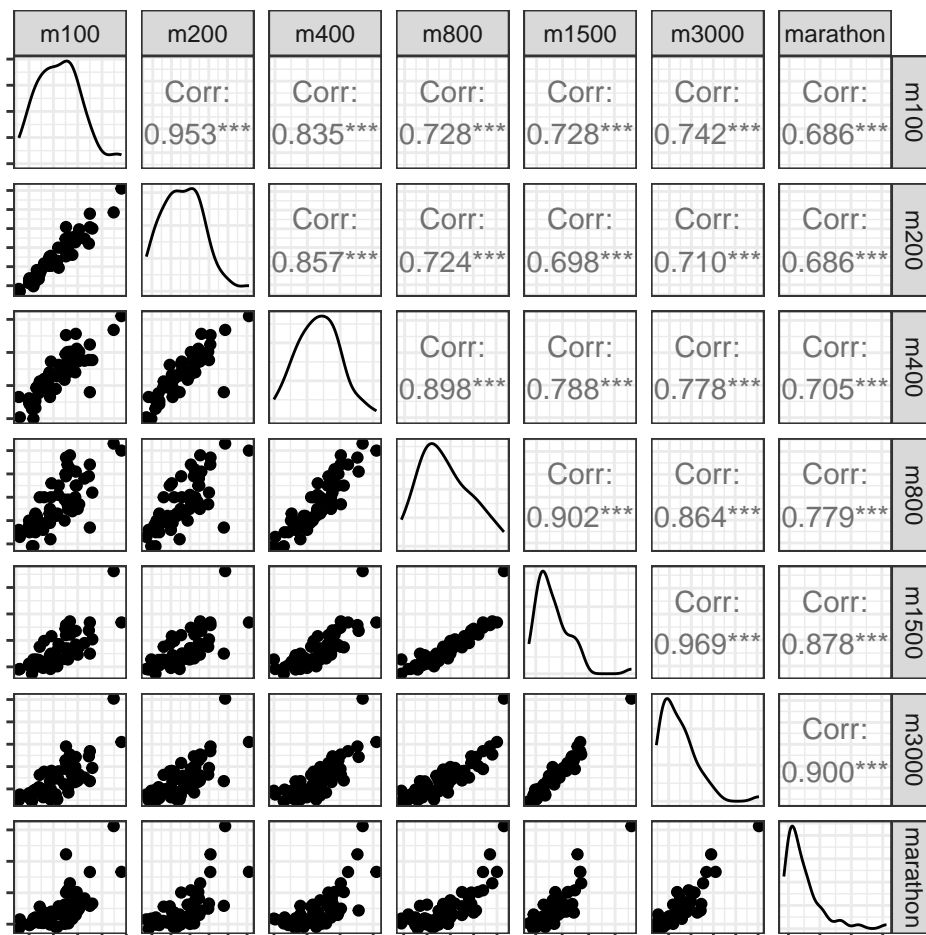 m100 m200 m400 m800 m1500 m3000 marathon
Corr: Corr: Corr: Corr: Corr: Corr:
0.953*** 0.835*** 0.728*** 0.728*** 0.742*** 0.686***
m100
Corr: Corr: Corr: Corr: Corr:
0.857*** 0.724*** 0.698*** 0.710*** 0.686***
m200
Corr: Corr: Corr: Corr:
0.898*** 0.788*** 0.778*** 0.705***
m400
Corr: Corr: Corr:
0.902*** 0.864*** 0.779***
m800
Corr: Corr:
0.969*** 0.878***
m1500
Corr:
0.900***
m3000
marathon